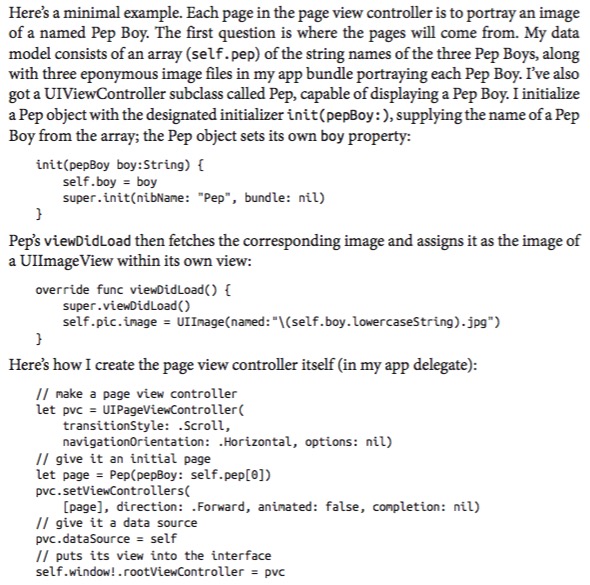 Here's a minimal example. Each page in the page view controller is to portray an image
of a named Pep Boy. The first question is where the pages will come from. My data
model consists of an array (self.pep) of the string names of the three Pep Boys, along
with three eponymous image files in my app bundle portraying each Pep Boy. I've also
got a UIViewController subclass called Pep, capable of displaying a Pep Boy. I initialize
a Pep object with the designated initializer init(pepBoy:), supplying the name of a Pep
Boy from the array; the Pep object sets its own boy property:
init(pepBoy boy:String) {
    self.boy = boy
    super.init(nibName: "Pep", bundle: nil)
}
Pep's viewDidLoad then fetches the corresponding image and assigns it as the image of
a UIImageView within its own view:
override func viewDidLoad() {
    super.viewDidLoad()
    self.pic.image = UIImage(named:"\(self.boy.lowercaseString).jpg")
}
Here's how I create the page view controller itself (in my app delegate):
// make a page view controller
let pvc = UIPageViewController(
    transitionStyle: .Scroll,
    navigationOrientation: .Horizontal, options: nil)
// give it an initial page
let page = Pep(pepBoy: self.pep[0])
pvc.setViewControllers(
    [page], direction: .Forward, animated: false, completion: nil)
// give it a data source
pvc.dataSource = self
// puts its view into the interface
self.window!.rootViewController = pvc